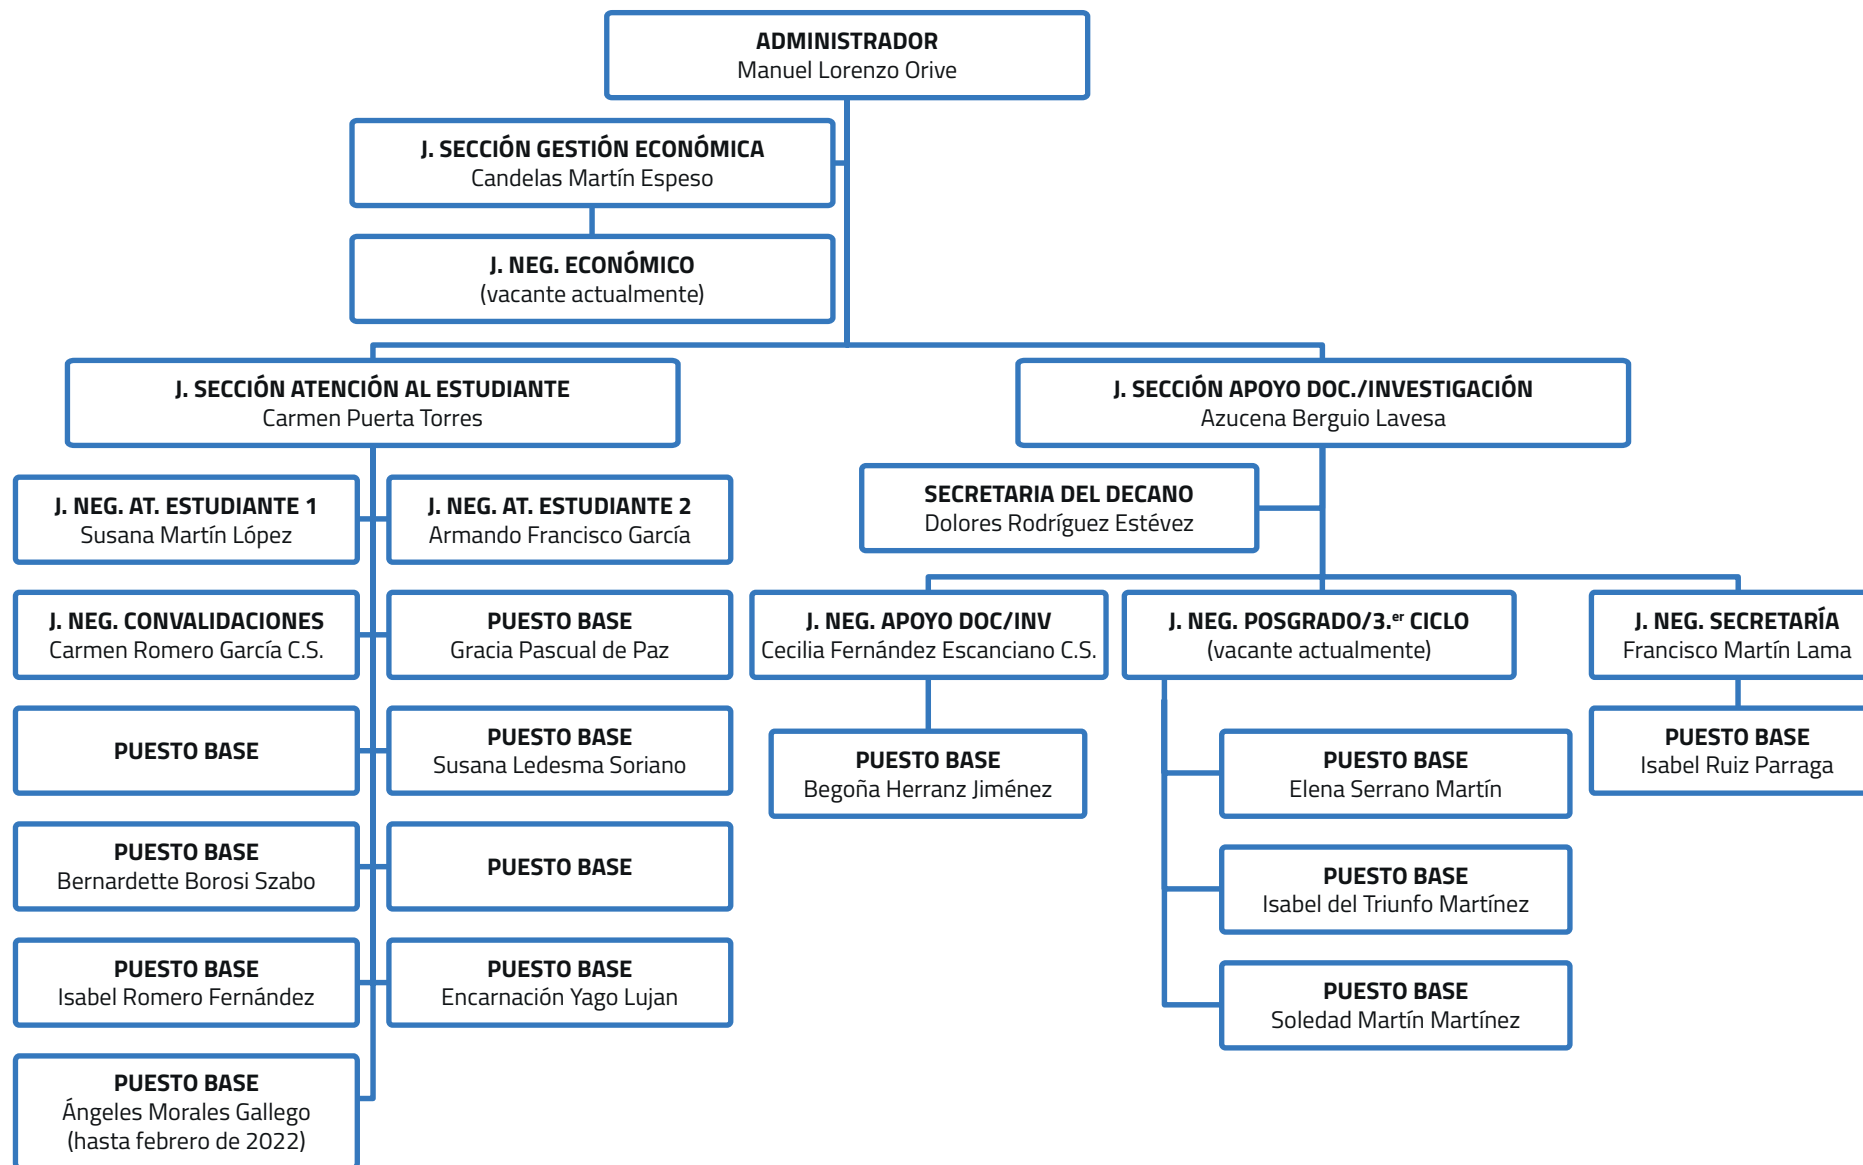 ADMINISTRADOR
Manuel Lorenzo Orive
J. SECCIÓN GESTIÓN ECONÓMICA
Candelas Martín Espeso
J. NEG. ECONÓMICO
(vacante actualmente)
J. SECCIÓN ATENCIÓN AL ESTUDIANTE
Carmen Puerta Torres
J. NEG. AT. ESTUDIANTE 1
Susana Martín López
J. NEG. AT. ESTUDIANTE 2
Armando Francisco García
J. NEG. CONVALIDACIONES
Carmen Romero García C.S.
PUESTO BASE
Gracia Pascual de Paz
PUESTO BASE
PUESTO BASE
Susana Ledesma Soriano
PUESTO BASE
Bernardette Borosi Szabo
PUESTO BASE
PUESTO BASE
Isabel Romero Fernández
PUESTO BASE
Encarnación Yago Lujan
PUESTO BASE
Ángeles Morales Gallego
(hasta febrero de 2022)
J. SECCIÓN APOYO DOC./INVESTIGACIÓN
Azucena Berguio Lavesa
SECRETARIA DEL DECANO
Dolores Rodríguez Estévez
J. NEG. APOYO DOC/INV
Cecilia Fernández Escanciano C.S.
PUESTO BASE
Begoña Herranz Jiménez
J. NEG. POSGRADO/3.er CICLO
(vacante actualmente)
PUESTO BASE
Elena Serrano Martín
PUESTO BASE
Isabel del Triunfo Martínez
PUESTO BASE
Soledad Martín Martínez
J. NEG. SECRETARÍA
Francisco Martín Lama
PUESTO BASE
Isabel Ruiz Parraga